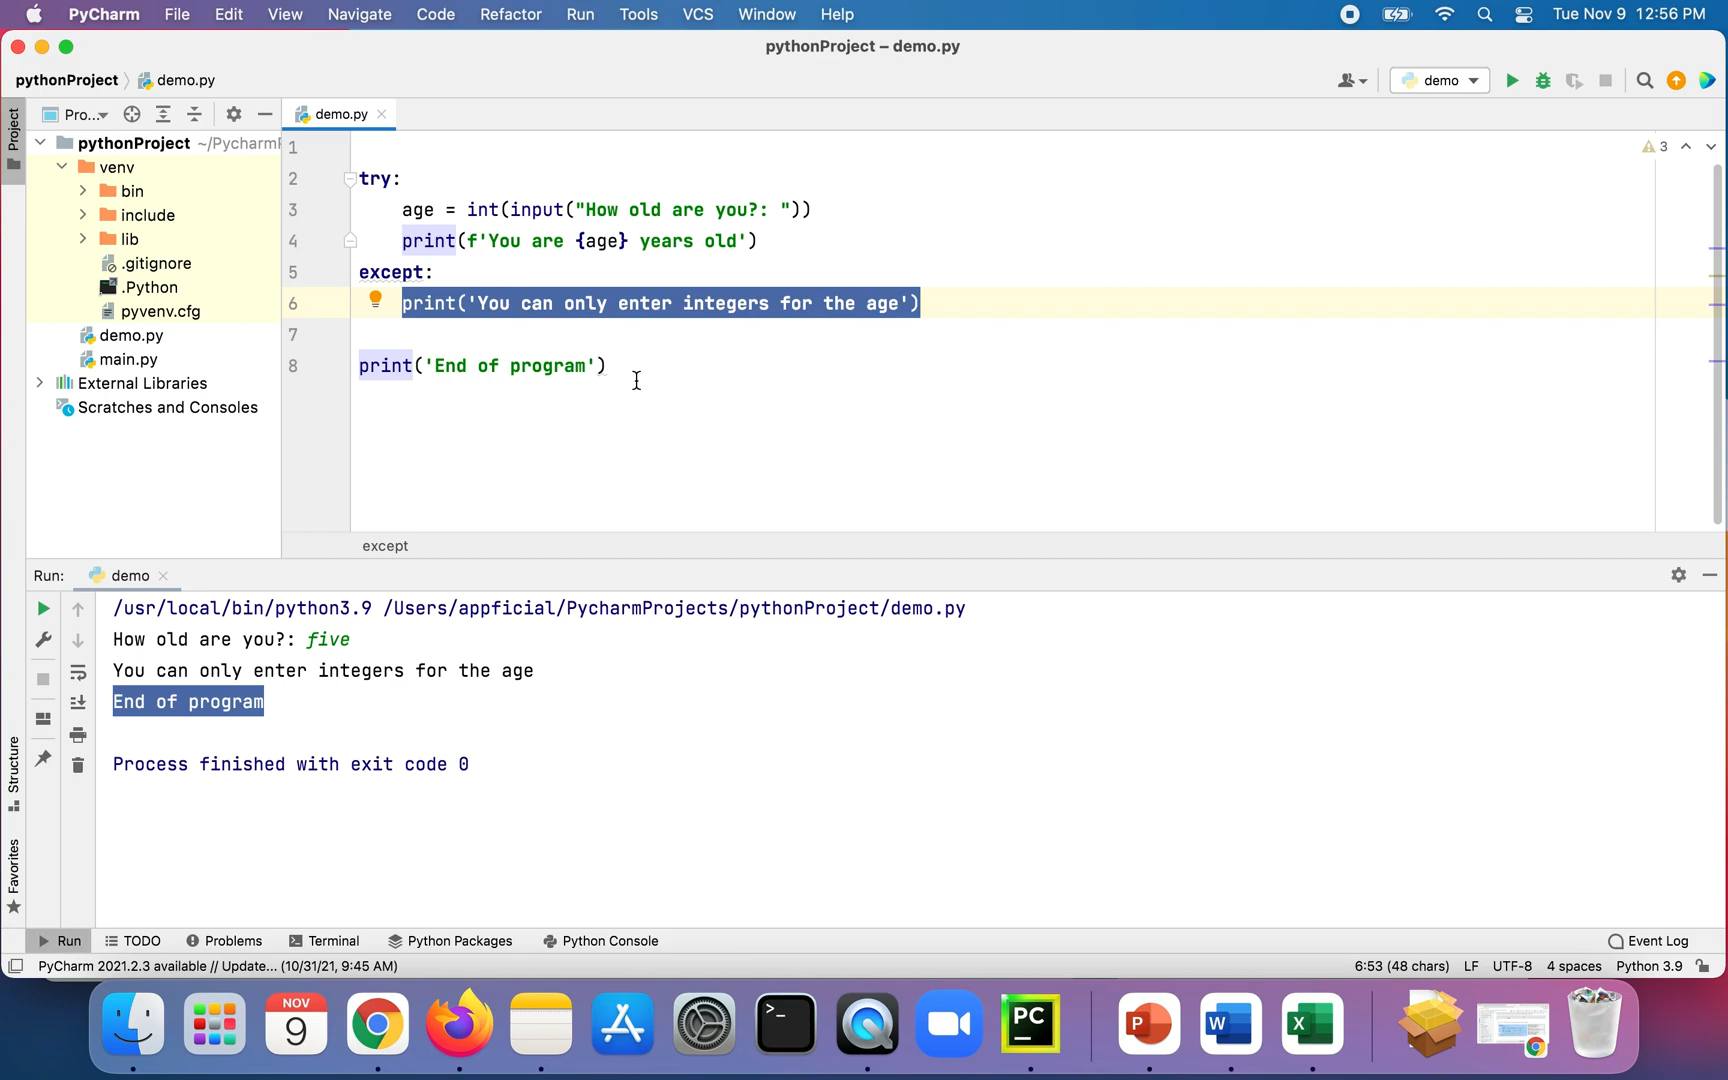 PyCharm File Edit View Navigate Code Refactor Run Tools VCS Window Help Tue Nov 9 12:56 PM
pythonProject – demo.py
pythonProject demo.py demo
Project
Pro... demo.py
pythonProject ~/Pycharm
venv
bin
include
lib
.gitignore
.Python
pyvenv.cfg
demo.py
main.py
External Libraries
Scratches and Consoles
3
1
2 try:
3 age = int(input("How old are you?: "))
4 print(f'You are {age} years old')
5 except:
6 print('You can only enter integers for the age')
7
8 print('End of program')
except
Run: demo
/usr/local/bin/python3.9 /Users/appficial/PycharmProjects/pythonProject/demo.py
How old are you?: five
You can only enter integers for the age
End of program
Process finished with exit code 0
Structure
Favorites
Run TODO Problems Terminal Python Packages Python Console Event Log
PyCharm 2021.2.3 available // Update... (10/31/21, 9:45 AM) 6:53 (48 chars) LF UTF-8 4 spaces Python 3.9
NOV
9
>_
PC
P
W
X